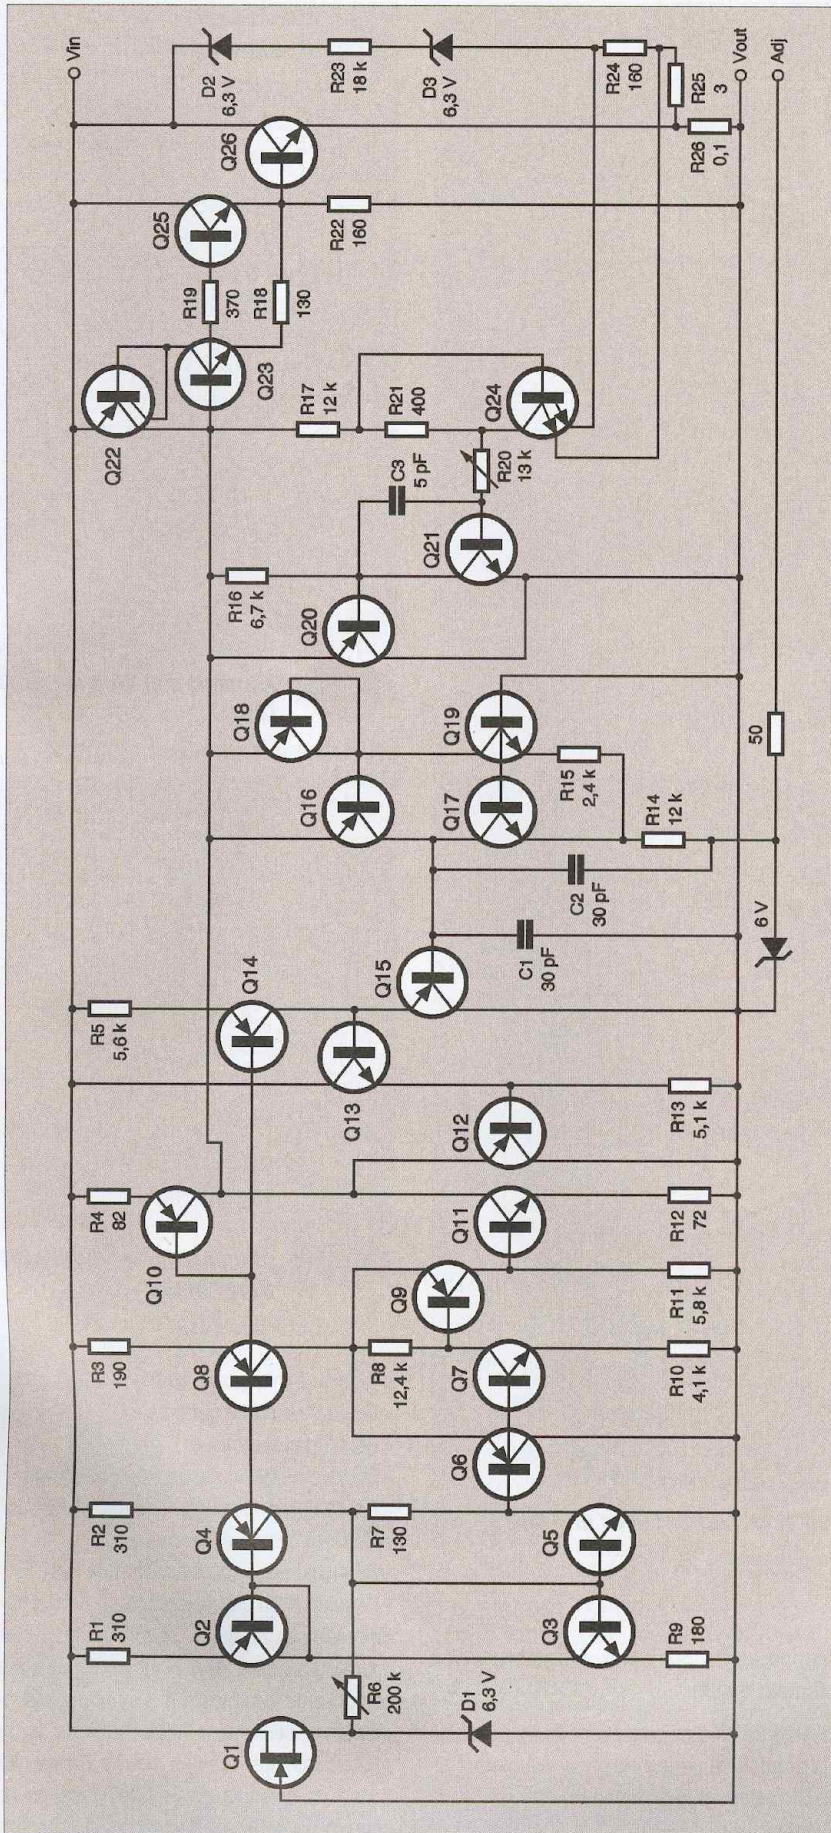 Vin
Vout
Adj
D2
6,3 V
R23
18 k
D3
6,3 V
R24
160
R25
3
R26
0,1
Q26
Q25
R22
160
R19
370
R18
130
Q23
Q22
R17
12 k
R21
400
Q24
R20
13 k
C3
5 pF
Q21
R16
6,7 k
Q20
Q18
Q19
Q16
Q17
R15
2,4 k
R14
12 k
50
C2
30 pF
C1
30 pF
6 V
Q15
R5
5,6 k
Q14
Q13
Q12
R13
5,1 k
R4
82
Q10
Q11
R12
72
Q9
R11
5,8 k
R3
190
Q8
R8
12,4 k
Q7
R10
4,1 k
Q6
R2
310
Q4
R7
130
Q5
R1
310
Q2
Q3
R9
180
R6
200 k
D1
6,3 V
Q1